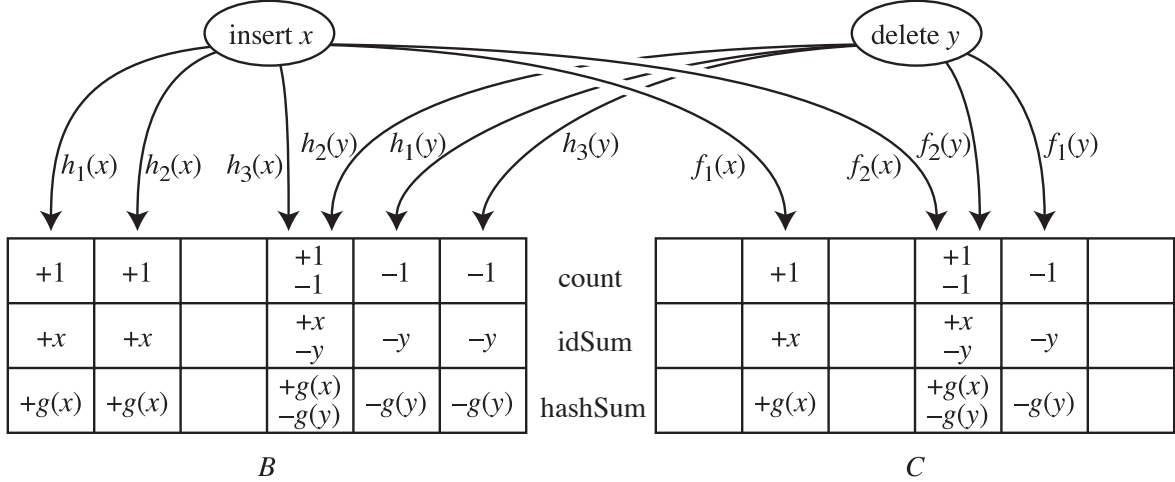 insert x delete y
h₁(x) h₂(x) h₃(x) h₂(y) h₁(y) h₃(y) f₁(x) f₂(x) f₂(y) f₁(y)
+1 +1 +1 −1 −1 count +1 +1 −1
−1 −1
+x +x +x −y −y idSum +x +x −y
−y −y
+g(x) +g(x) +g(x) −g(y) −g(y) hashSum +g(x) +g(x) −g(y)
−g(y) −g(y)
B C